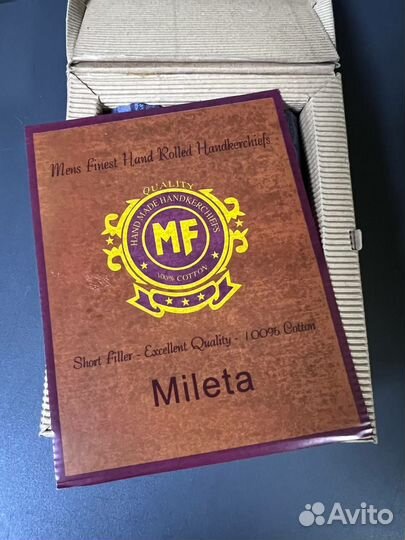 Mens Finest Hand Rolled Handkerchiefs
QUALITY
HAND MADE HANDKERCHIEFS
MF
100% COTTON
Short Filler - Excellent Quality - 100% Cotton
Mileta
Avito